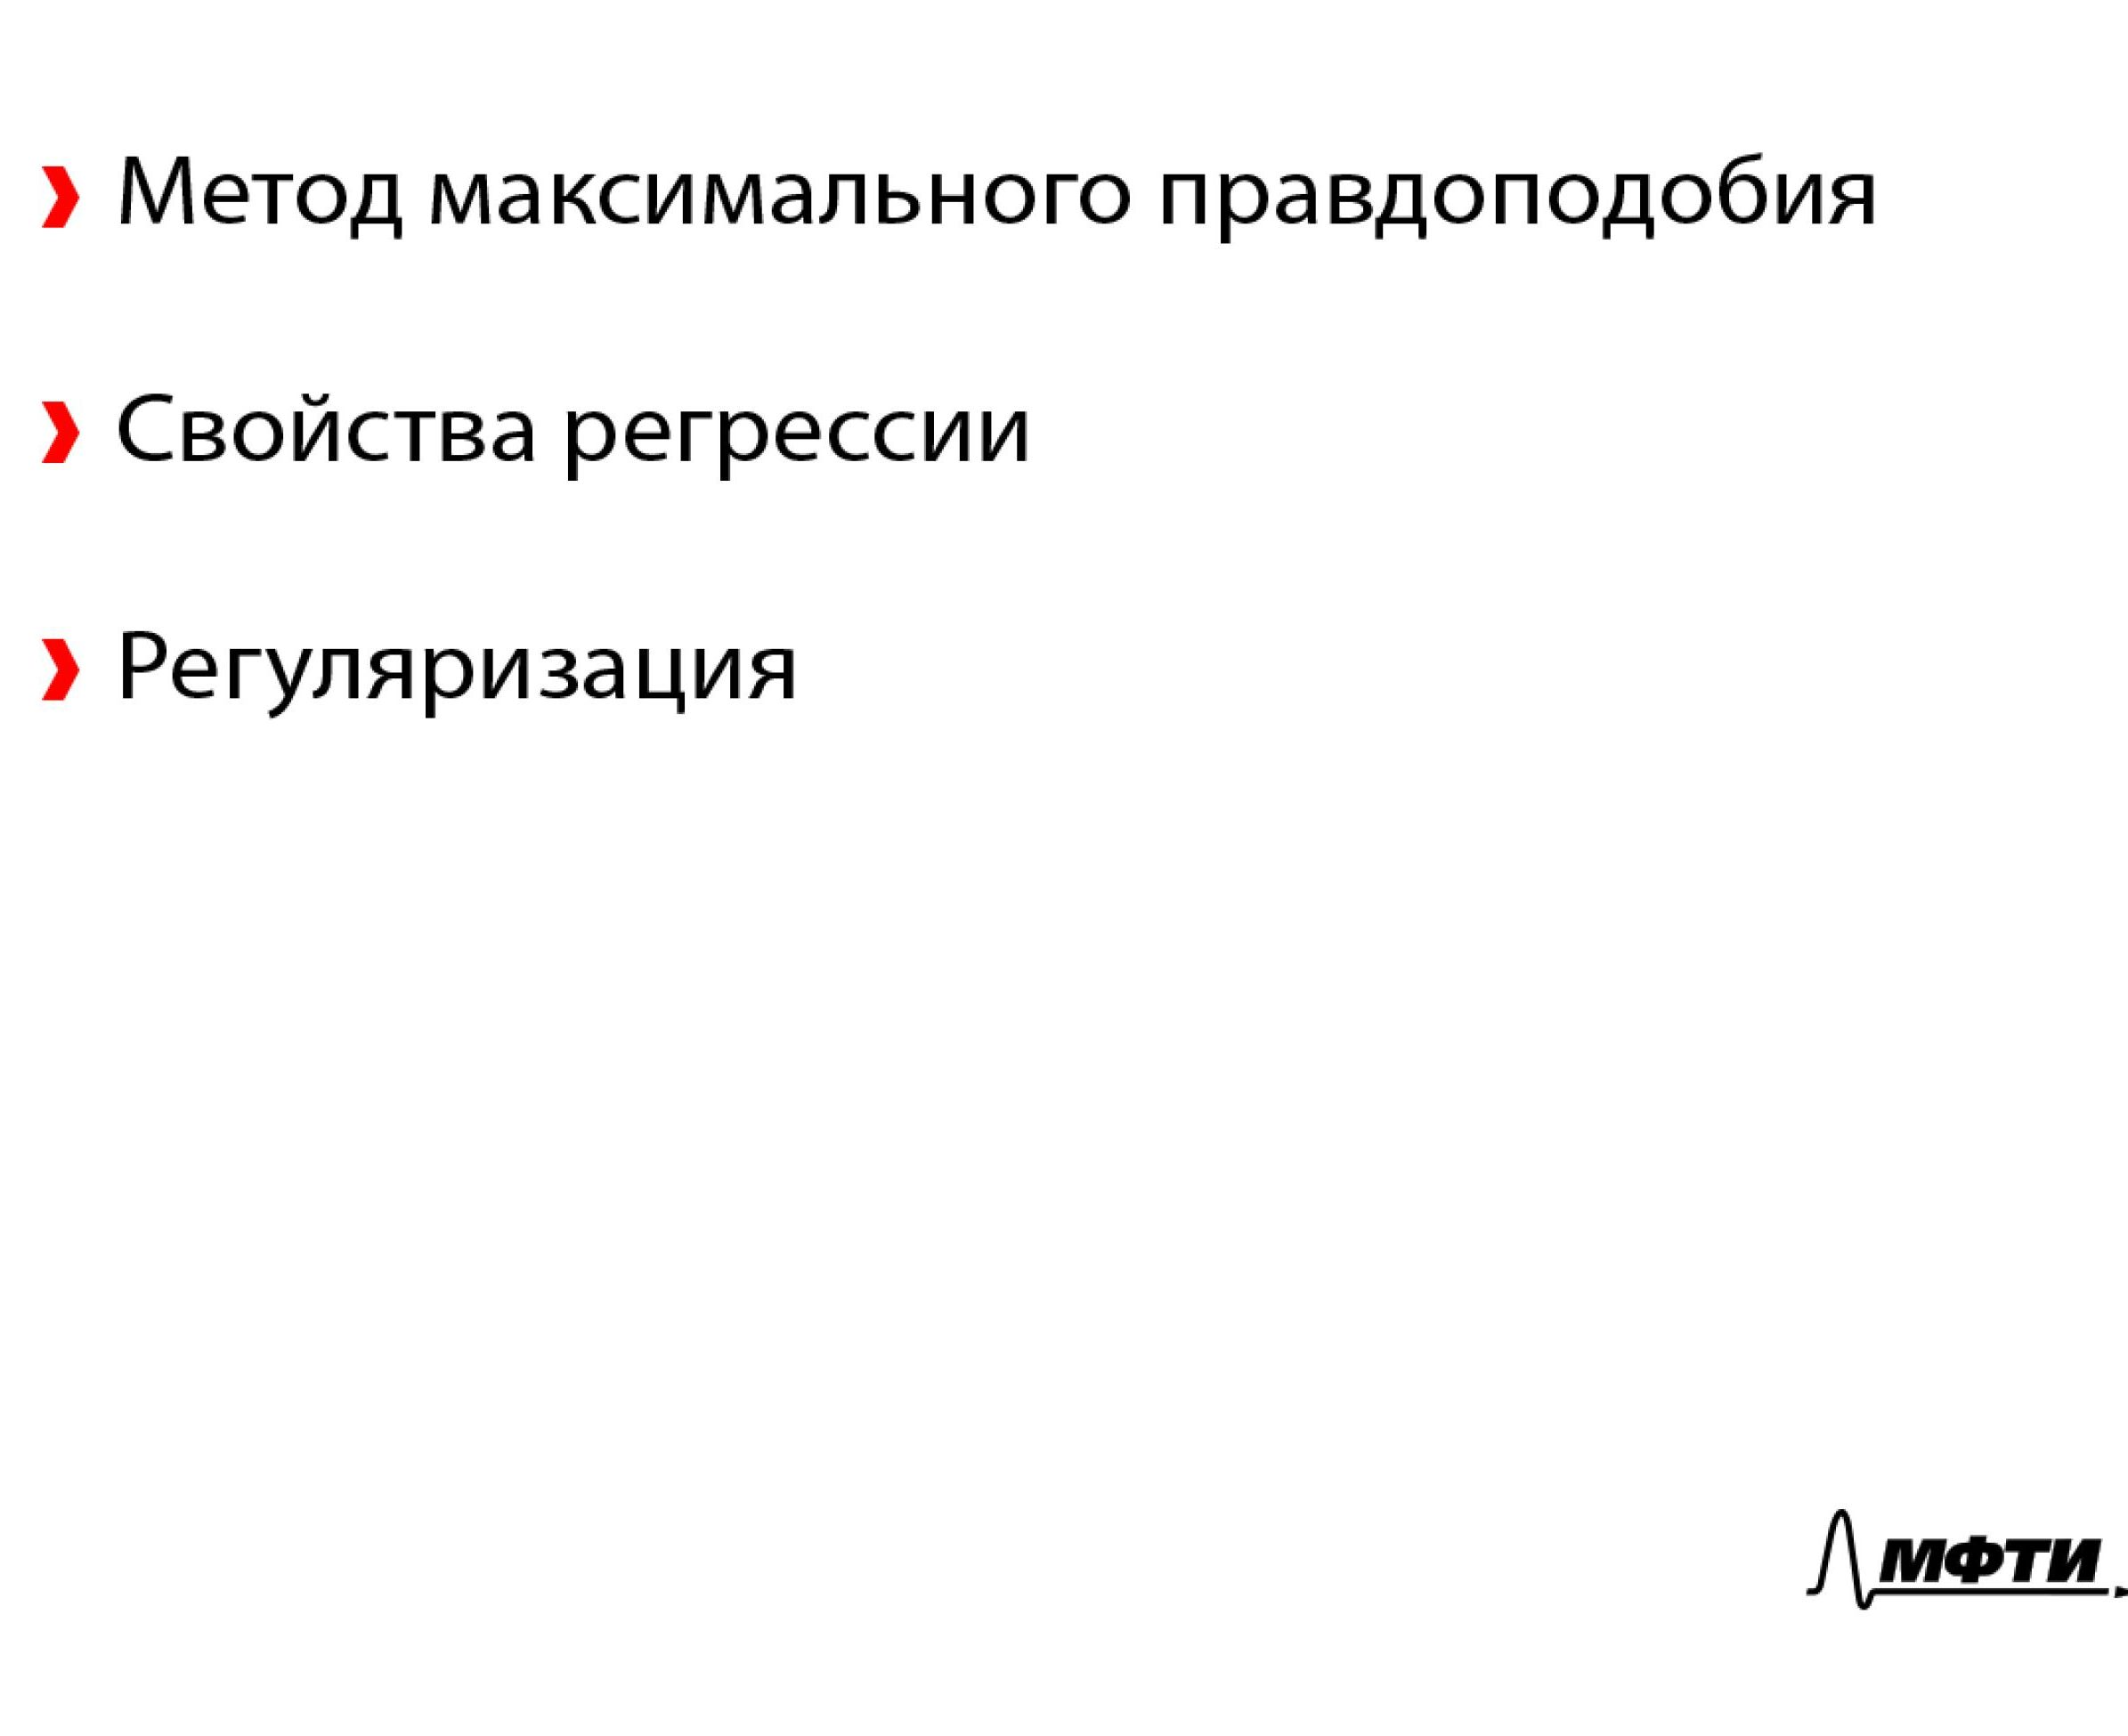 Метод максимального правдоподобия
Свойства регрессии
Регуляризация
МФТИ